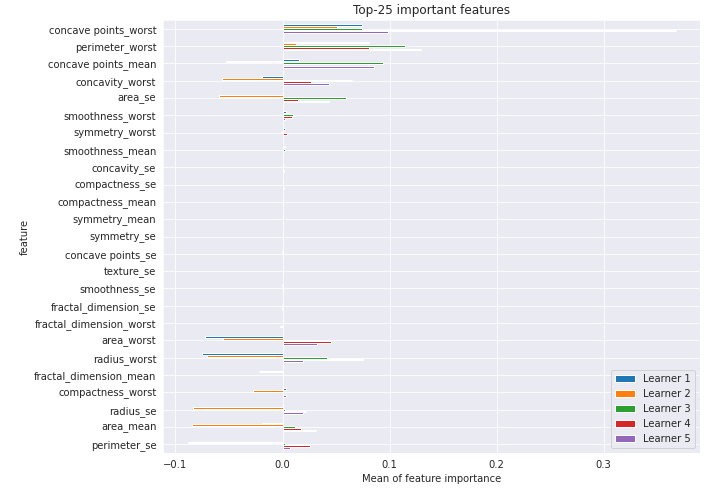 Top-25 important features
concave points_worst
perimeter_worst
concave points_mean
concavity_worst
area_se
smoothness_worst
symmetry_worst
smoothness_mean
concavity_se
compactness_se
compactness_mean
symmetry_mean
symmetry_se
concave points_se
texture_se
smoothness_se
fractal_dimension_se
fractal_dimension_worst
area_worst
radius_worst
fractal_dimension_mean
compactness_worst
radius_se
area_mean
perimeter_se
feature
Learner 1
Learner 2
Learner 3
Learner 4
Learner 5
−0.1 0.0 0.1 0.2 0.3
Mean of feature importance